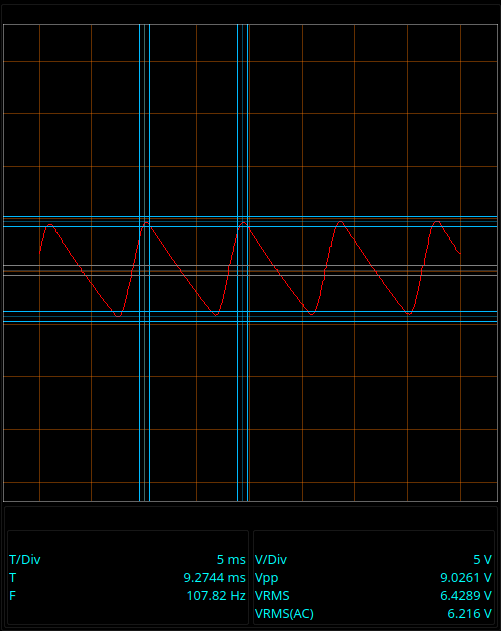 T/Div 5 ms
T 9.2744 ms
F 107.82 Hz
V/Div 5 V
Vpp 9.0261 V
VRMS 6.4289 V
VRMS(AC) 6.216 V